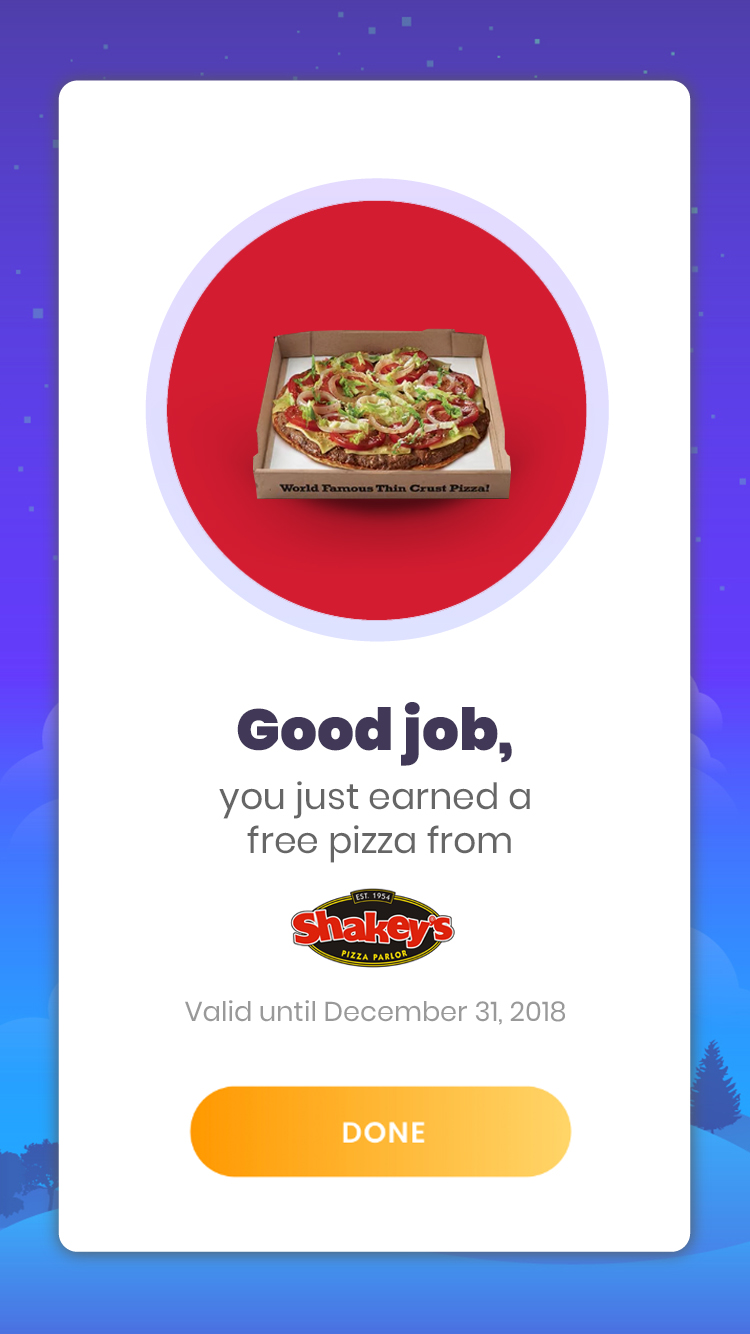 World Famous Thin Crust Pizza!
Good job,
you just earned a
free pizza from
EST. 1954
Shakey's
PIZZA PARLOR
Valid until December 31, 2018
DONE